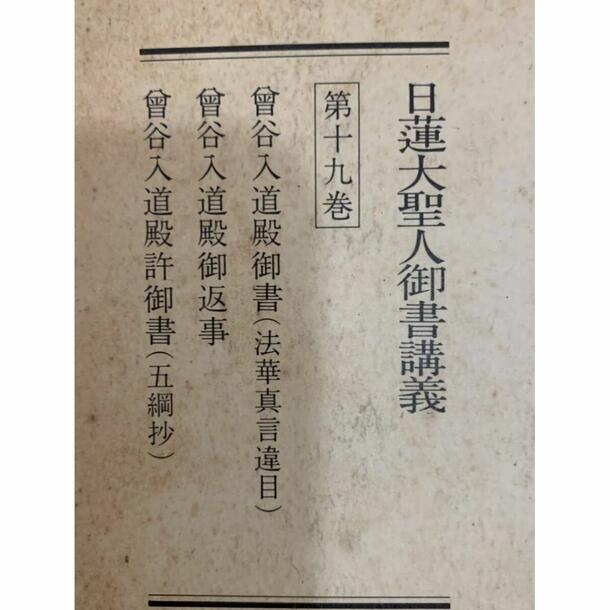 日蓮大聖人御書講義
第十九巻
曾谷入道殿御書(法華真言違目)
曾谷入道殿御返事
曾谷入道殿許御書(五綱抄)